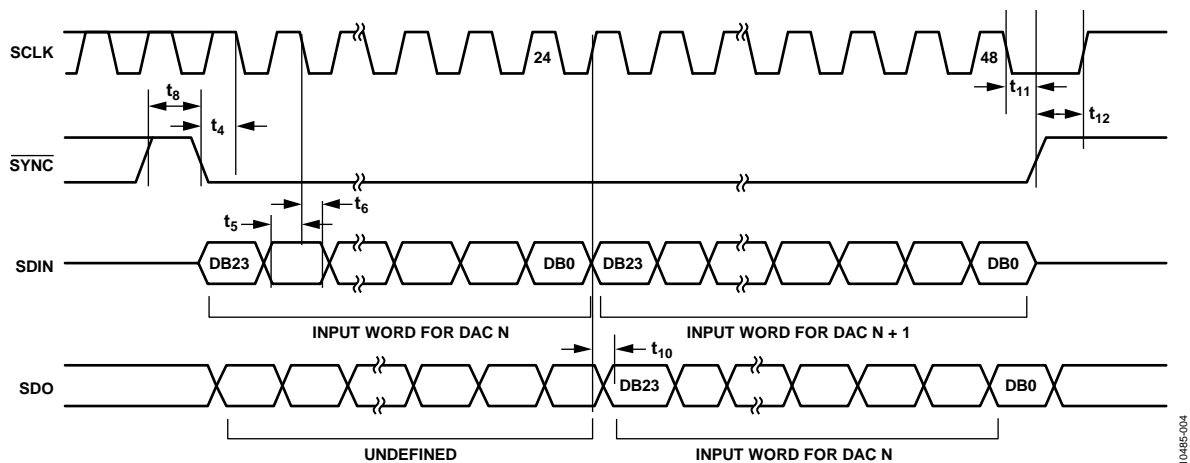 SCLK
24
48
t11
t8
t4
t12
SYNC
t6
t5
SDIN
DB23
DB0
DB23
DB0
INPUT WORD FOR DAC N
INPUT WORD FOR DAC N + 1
t10
SDO
DB23
DB0
UNDEFINED
INPUT WORD FOR DAC N
10485-004